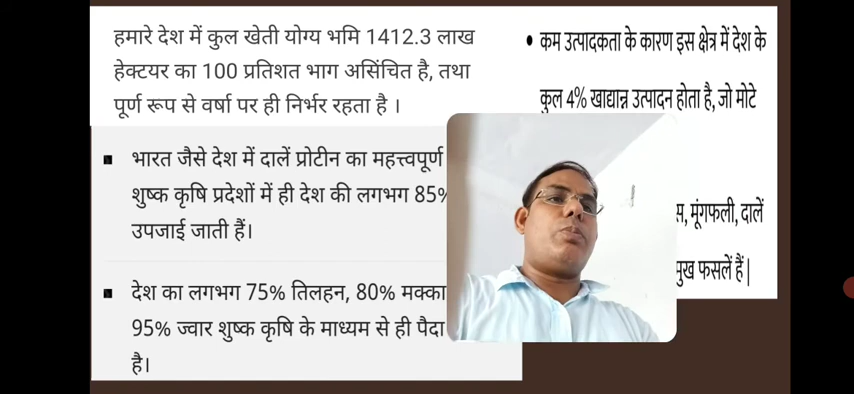 हमारे देश में कुल खेती योग्य भमि 1412.3 लाख
हेक्टयर का 100 प्रतिशत भाग असिंचित है, तथा
पूर्ण रूप से वर्षा पर ही निर्भर रहता है ।
भारत जैसे देश में दालें प्रोटीन का महत्त्वपूर्ण
शुष्क कृषि प्रदेशों में ही देश की लगभग 85%
उपजाई जाती हैं।
देश का लगभग 75% तिलहन, 80% मक्का
95% ज्वार शुष्क कृषि के माध्यम से ही पैदा
है।
• कम उत्पादकता के कारण इस क्षेत्र में देश के
कुल 4% खाद्यान्न उत्पादन होता है, जो मोटे
मूंगफली, दालें
फसलें हैं|